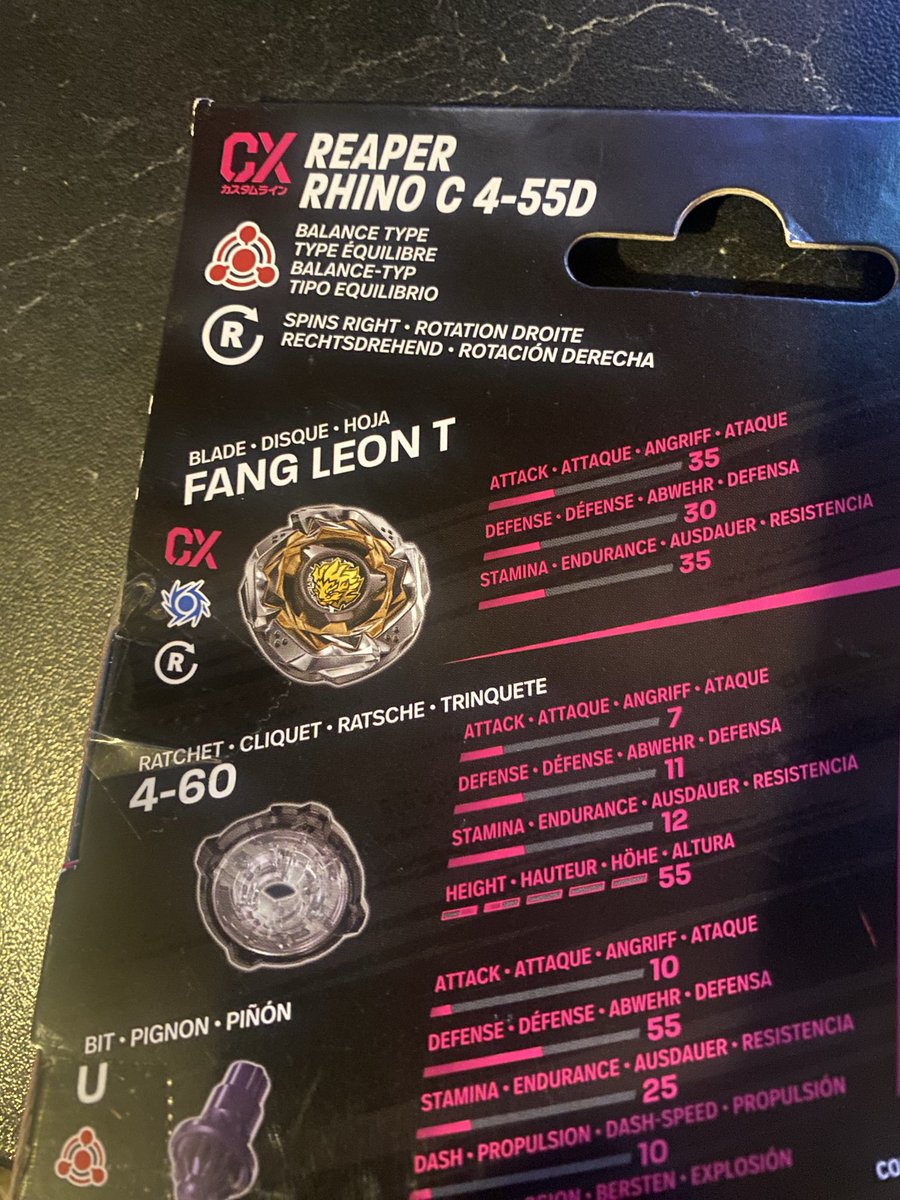 CX REAPER
カスタムライン RHINO C 4-55D
BALANCE TYPE
TYPE ÉQUILIBRE
BALANCE-TYP
TIPO EQUILIBRIO
R SPINS RIGHT • ROTATION DROITE
RECHTSDREHEND • ROTACIÓN DERECHA
BLADE • DISQUE • HOJA
FANG LEON T
CX
R
ATTACK • ATTAQUE • ANGRIFF • ATAQUE
35
DEFENSE • DÉFENSE • ABWEHR • DEFENSA
30
STAMINA • ENDURANCE • AUSDAUER • RESISTENCIA
35
RATCHET • CLIQUET • RATSCHE • TRINQUETE
4-60
ATTACK • ATTAQUE • ANGRIFF • ATAQUE
7
DEFENSE • DÉFENSE • ABWEHR • DEFENSA
11
STAMINA • ENDURANCE • AUSDAUER • RESISTENCIA
12
HEIGHT • HAUTEUR • HÖHE • ALTURA
55
BIT • PIGNON • PIÑÓN
U
ATTACK • ATTAQUE • ANGRIFF • ATAQUE
10
DEFENSE • DÉFENSE • ABWEHR • DEFENSA
55
STAMINA • ENDURANCE • AUSDAUER • RESISTENCIA
25
DASH • PROPULSION • DASH-SPEED • PROPULSIÓN
10
BERSTEN • EXPLOSIÓN